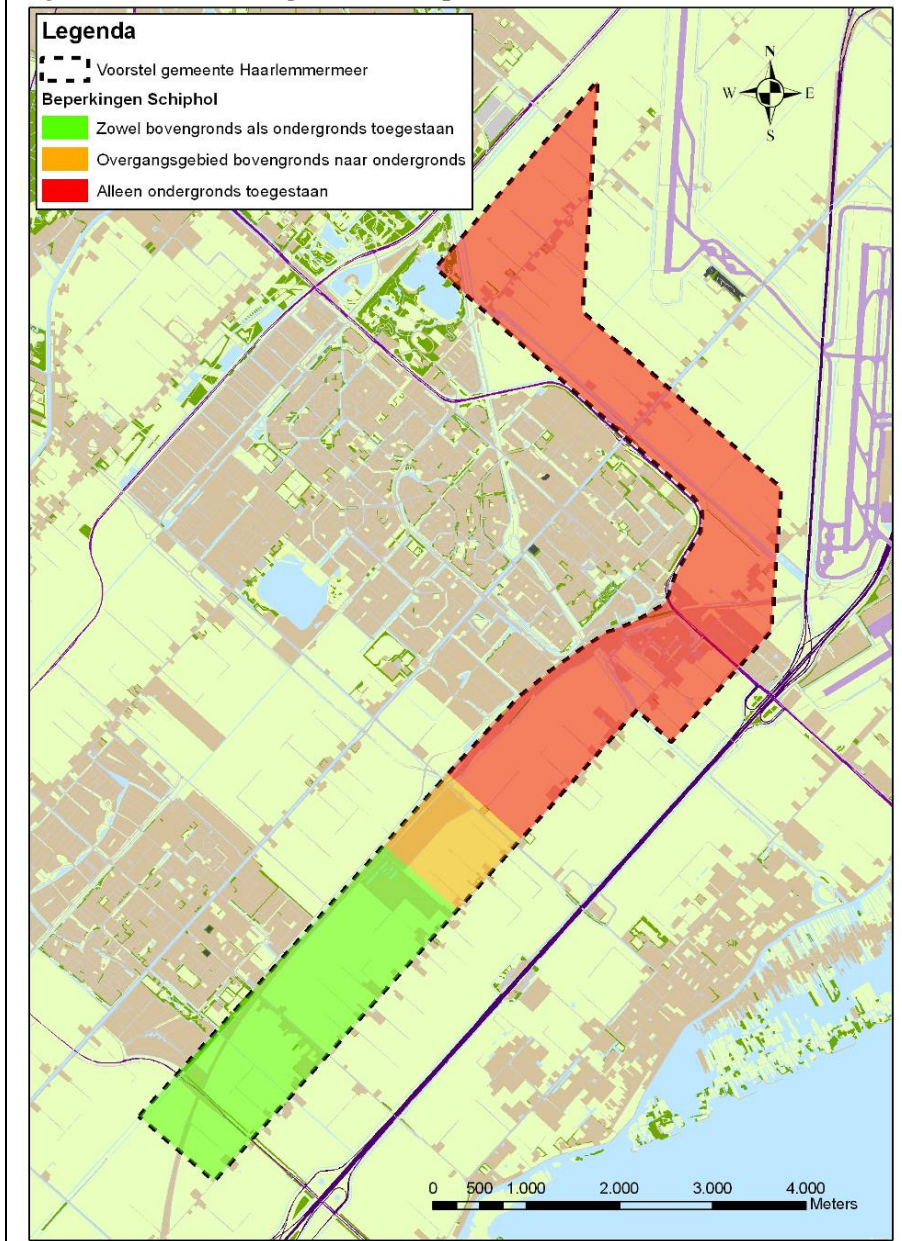 Legenda
Voorstel gemeente Haarlemmermeer
Beperkingen Schiphol
Zowel bovengronds als ondergronds toegestaan
Overgangsgebied bovengronds naar ondergronds
Alleen ondergronds toegestaan
N
W E
S
0 500 1.000 2.000 3.000 4.000
Meters